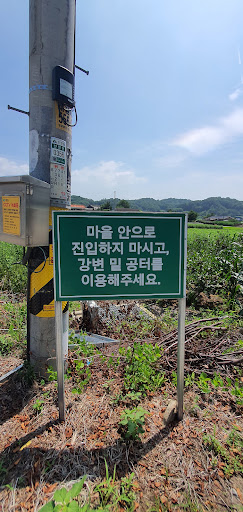 마을 안으로
진입하지 마시고,
강변 밑 공터를
이용해주세요.